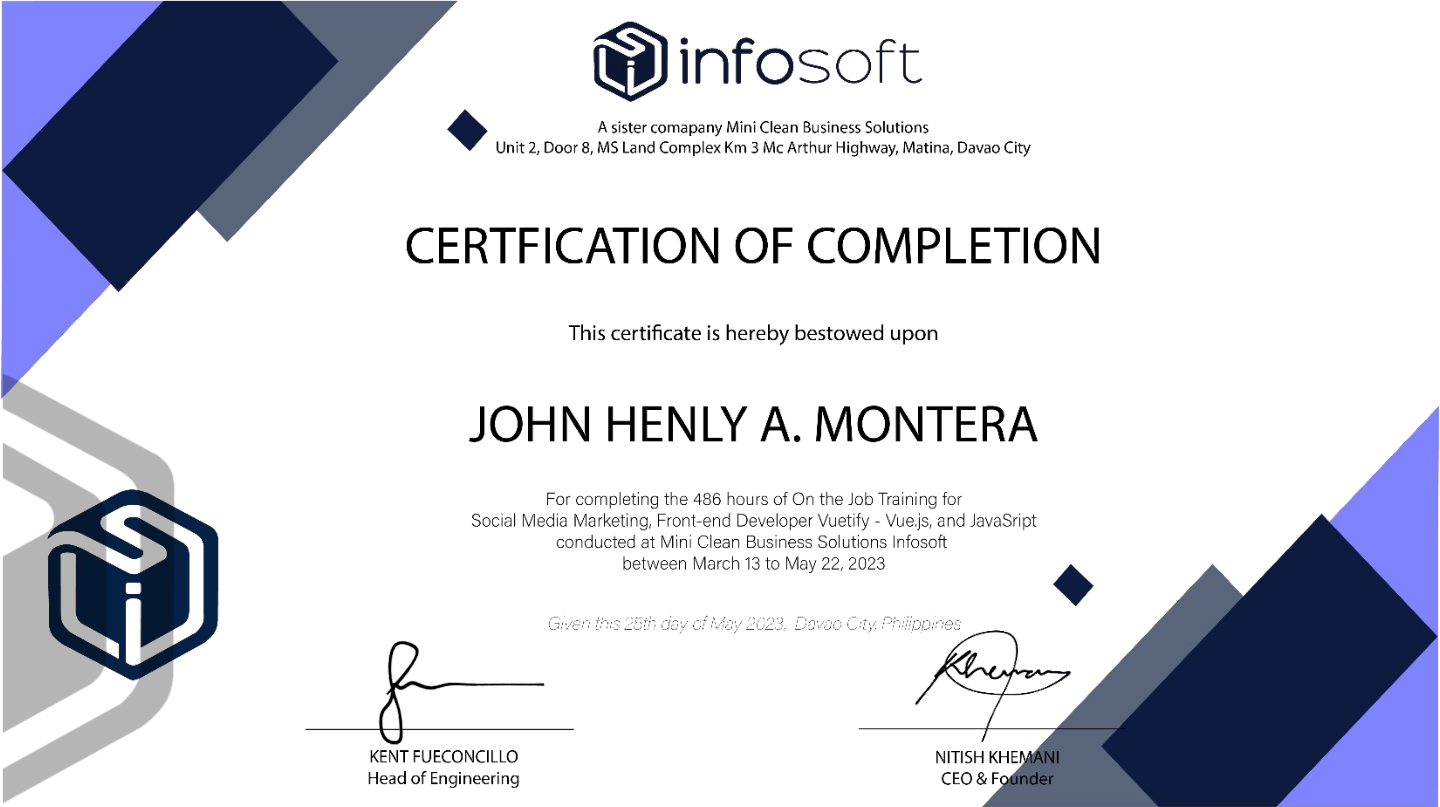 infosoft
A sister comapany Mini Clean Business Solutions
Unit 2, Door 8, MS Land Complex Km 3 Mc Arthur Highway, Matina, Davao City
CERTFICATION OF COMPLETION
This certificate is hereby bestowed upon
JOHN HENLY A. MONTERA
For completing the 486 hours of On the Job Training for
Social Media Marketing, Front-end Developer Vuetify - Vue.js, and JavaSript
conducted at Mini Clean Business Solutions Infosoft
between March 13 to May 22, 2023
Given this 25th day of May 2023, Davao City, Philippines
Khemani
KENT FUECONCILLO
Head of Engineering
NITISH KHEMANI
CEO & Founder